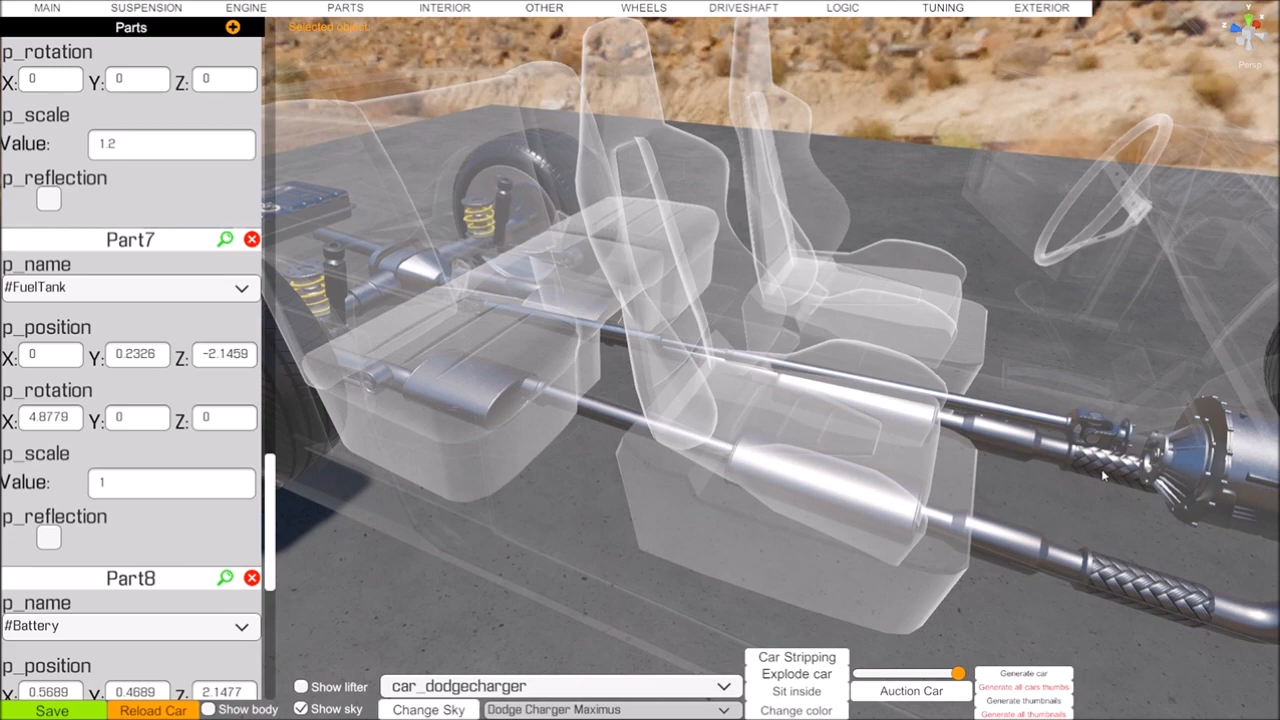 MAIN SUSPENSION ENGINE PARTS INTERIOR OTHER WHEELS DRIVESHAFT LOGIC TUNING EXTERIOR
Parts
Selected object:
Y
Z X
Persp
p_rotation
X: 0 Y: 0 Z: 0
p_scale
Value: 1.2
p_reflection
Part7
p_name
#FuelTank
p_position
X: 0 Y: 0.2326 Z: -2.1459
p_rotation
X: 4.8779 Y: 0 Z: 0
p_scale
Value: 1
p_reflection
Part8
p_name
#Battery
p_position
X: 0.5689 Y: 0.4689 Z: 2.1477
Save Reload Car Show body Show sky
Show lifter
car_dodgecharger
Change Sky Dodge Charger Maximus
Car Stripping
Explode car
Sit inside
Change color
Auction Car
Generate car
Generate all cars thumbs
Generate thumbnails
Generate all thumbnails